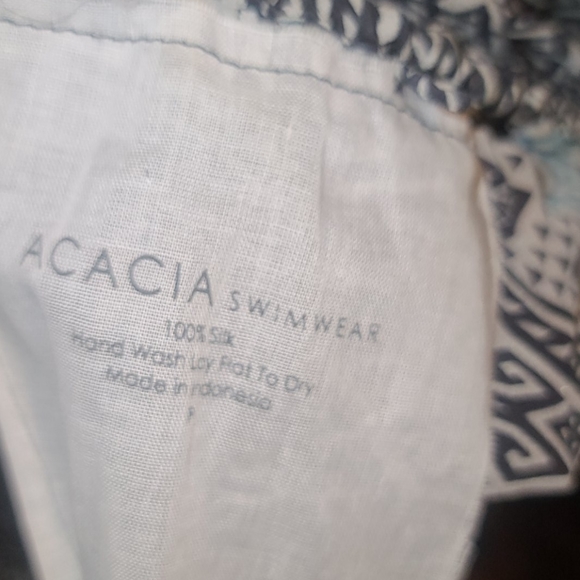 ACACIA SWIMWEAR
100% Silk
Hand Wash Lay Flat To Dry
Made in Indonesia